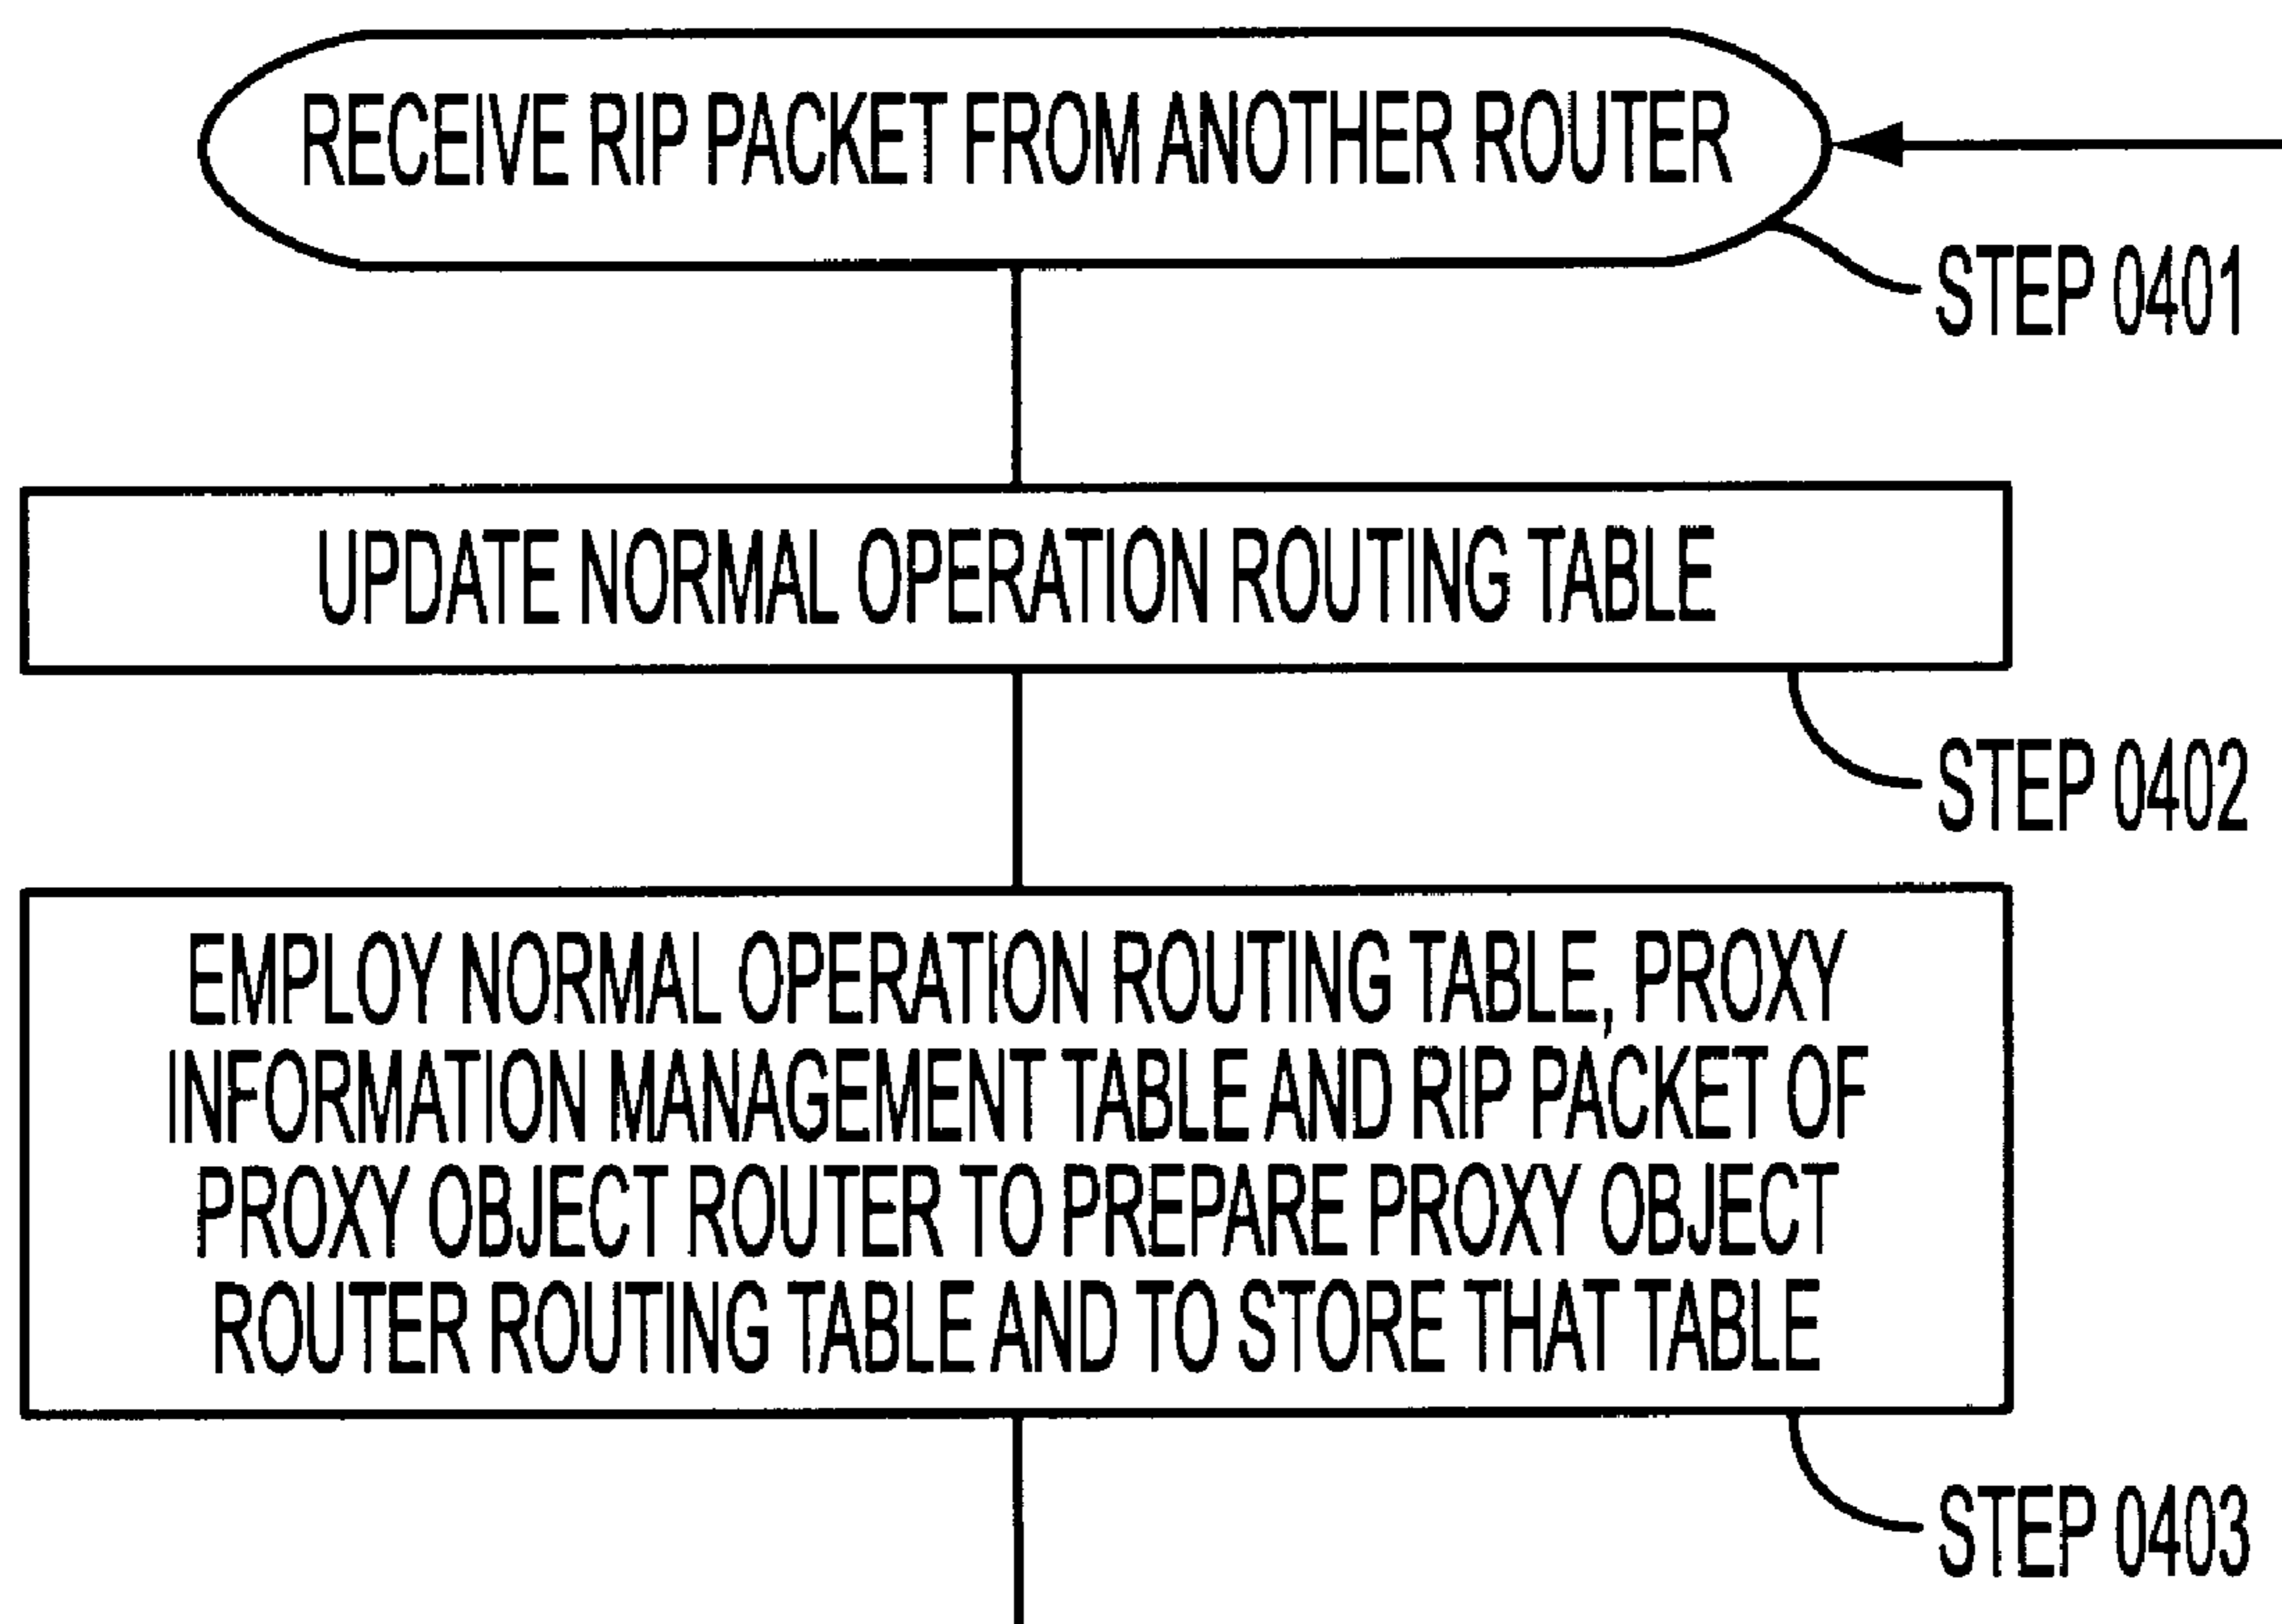 RECEIVE RIP PACKET FROM ANOTHER ROUTER
STEP 0401
UPDATE NORMAL OPERATION ROUTING TABLE
STEP 0402
EMPLOY NORMAL OPERATION ROUTING TABLE, PROXY
INFORMATION MANAGEMENT TABLE AND RIP PACKET OF
PROXY OBJECT ROUTER TO PREPARE PROXY OBJECT
ROUTER ROUTING TABLE AND TO STORE THAT TABLE
STEP 0403